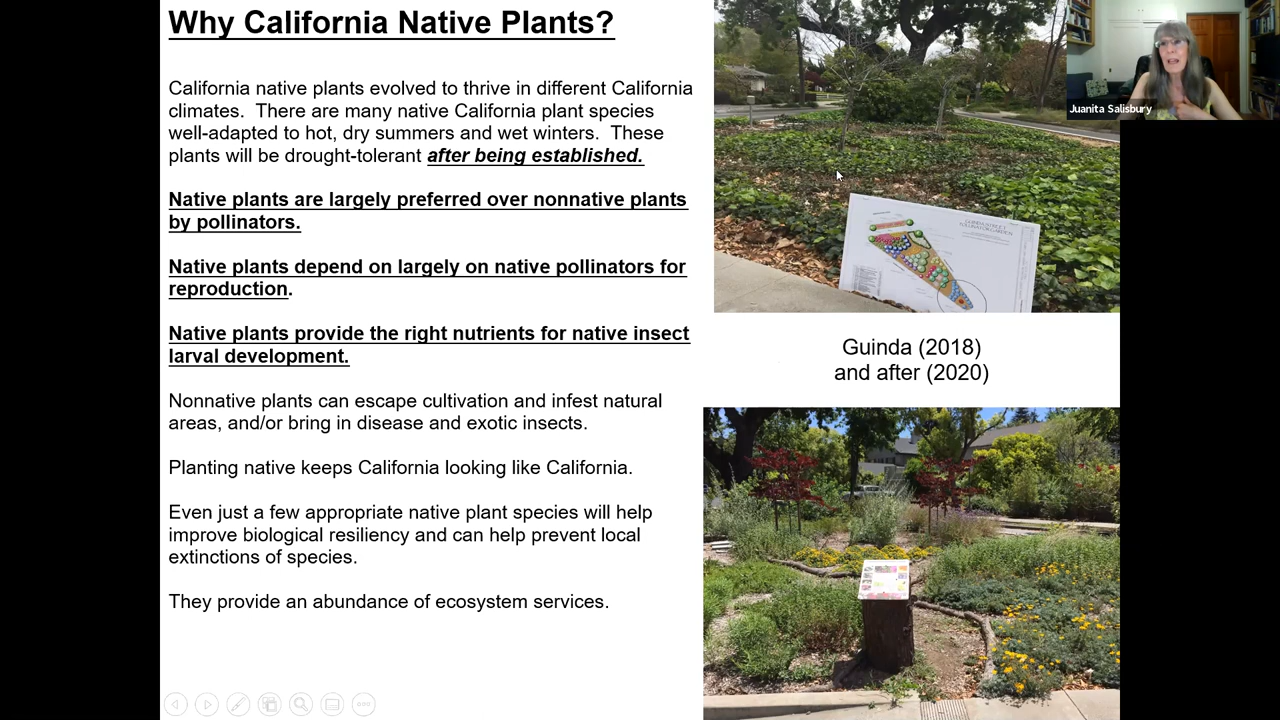 Why California Native Plants?
California native plants evolved to thrive in different California
climates.  There are many native California plant species
well-adapted to hot, dry summers and wet winters.  These
plants will be drought-tolerant after being established.
Native plants are largely preferred over nonnative plants
by pollinators.
Native plants depend on largely on native pollinators for
reproduction.
Native plants provide the right nutrients for native insect
larval development.
Nonnative plants can escape cultivation and infest natural
areas, and/or bring in disease and exotic insects.
Planting native keeps California looking like California.
Even just a few appropriate native plant species will help
improve biological resiliency and can help prevent local
extinctions of species.
They provide an abundance of ecosystem services.
GUINDA STREET
POLLINATOR GARDEN
Guinda (2018)
and after (2020)
Juanita Salisbury